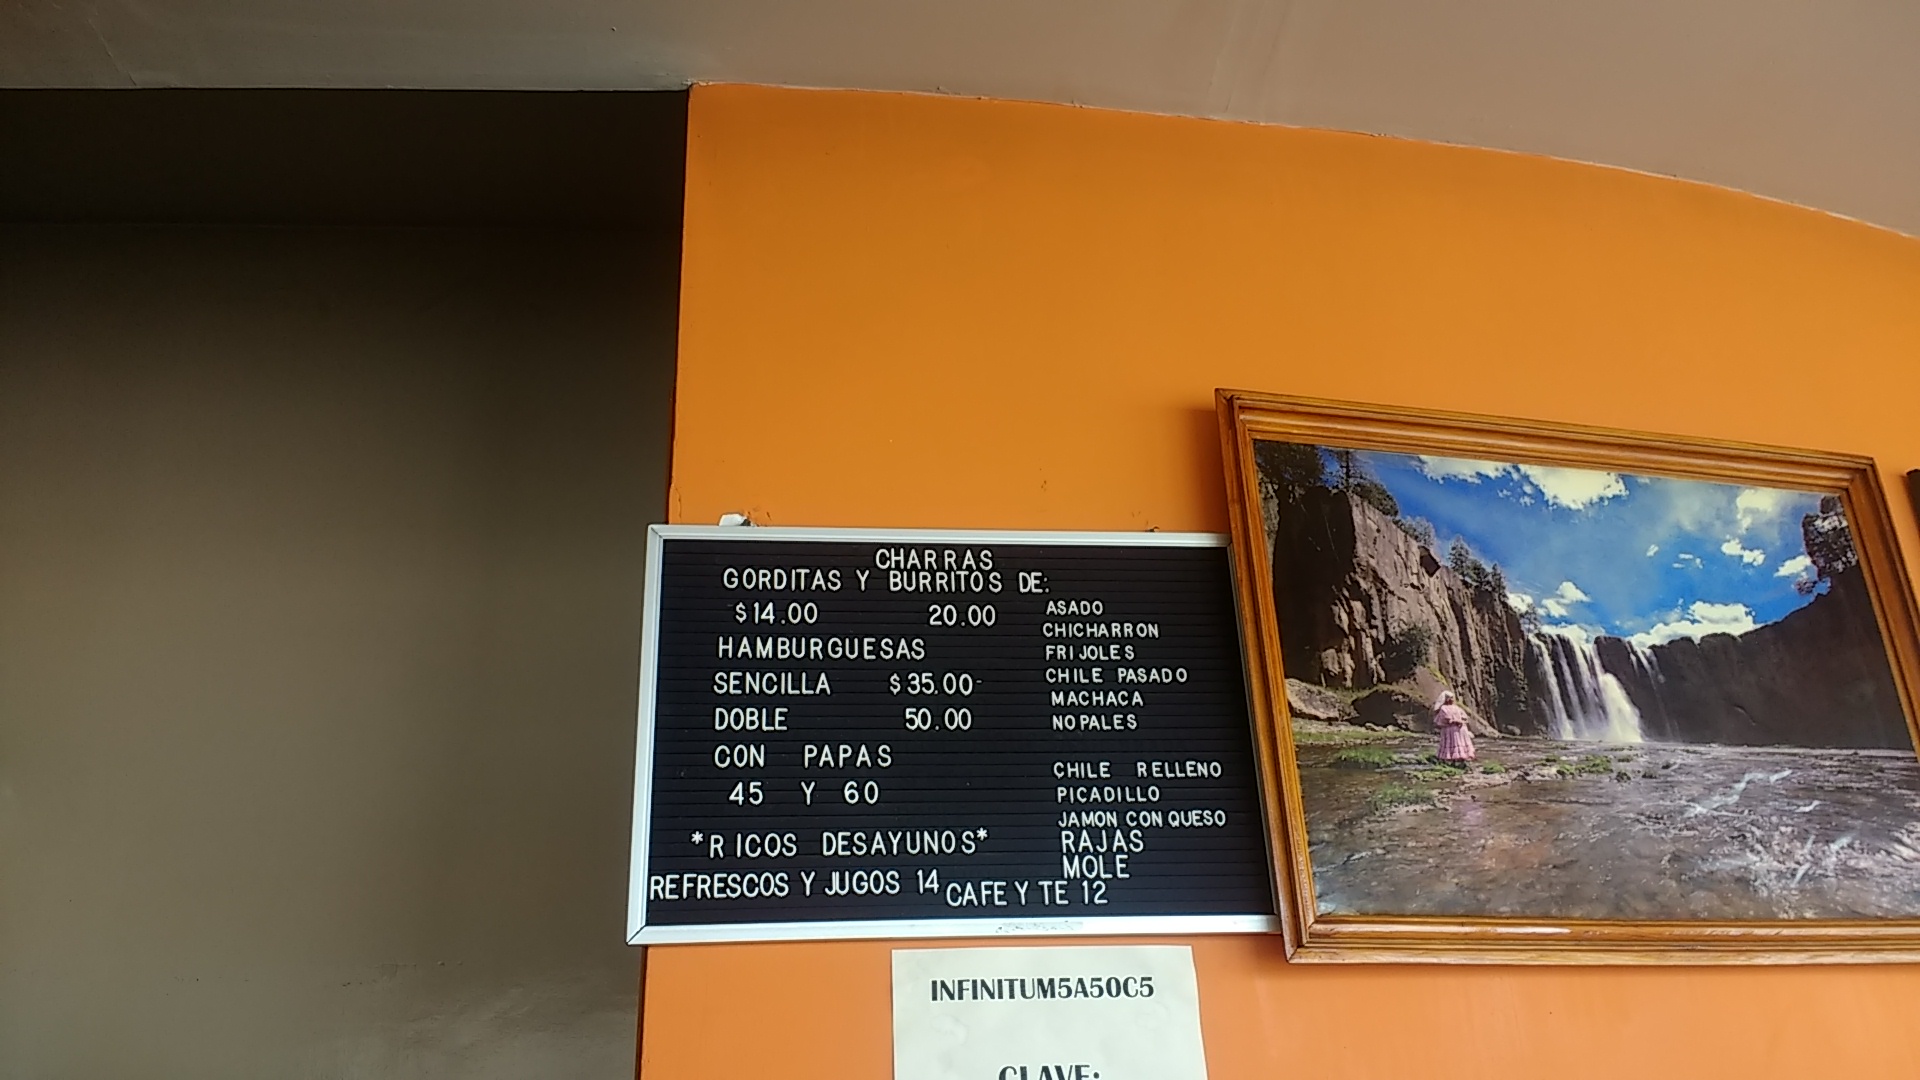 CHARRAS
GORDITAS Y BURRITOS DE:
$14.00 20.00
HAMBURGUESAS
SENCILLA $35.00
DOBLE 50.00
CON PAPAS
45 Y 60
*RICOS DESAYUNOS*
REFRESCOS Y JUGOS 14
CAFE Y TE 12
ASADO
CHICHARRON
FRIJOLES
CHILE PASADO
MACHACA
NOPALES
CHILE RELLENO
PICADILLO
JAMON CON QUESO
RAJAS
MOLE
INFINITUM5A50C5
CLAVE: